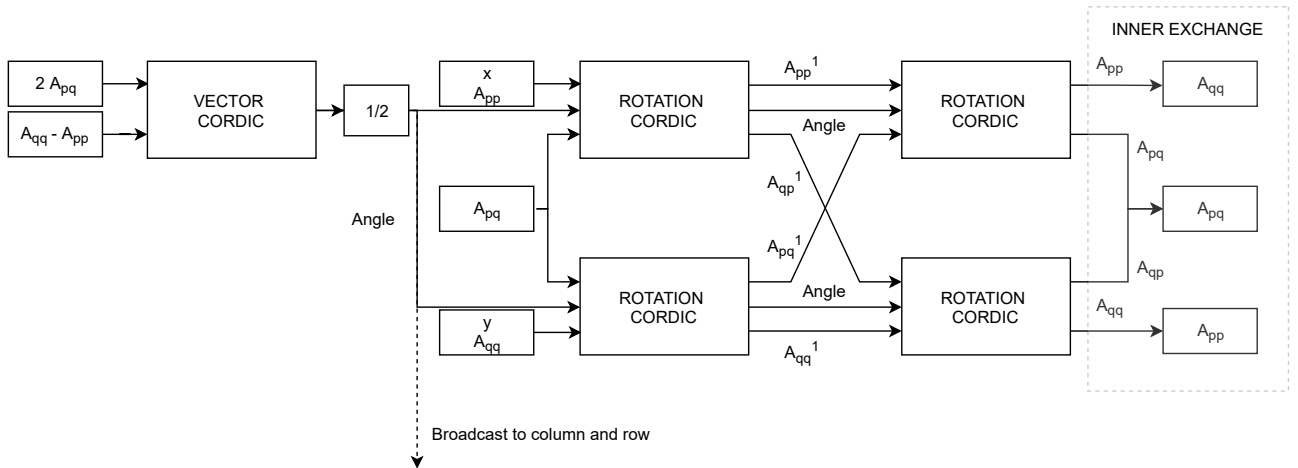 INNER EXCHANGE
2 A_pq
A_qq - A_pp
VECTOR
CORDIC
1/2
Angle
x
A_pp
A_pq
y
A_qq
ROTATION
CORDIC
ROTATION
CORDIC
A_pp^1
Angle
A_qp^1
A_pq^1
Angle
A_qq^1
ROTATION
CORDIC
ROTATION
CORDIC
A_pp
A_pq
A_qp
A_qq
A_qq
A_pq
A_pp
Broadcast to column and row